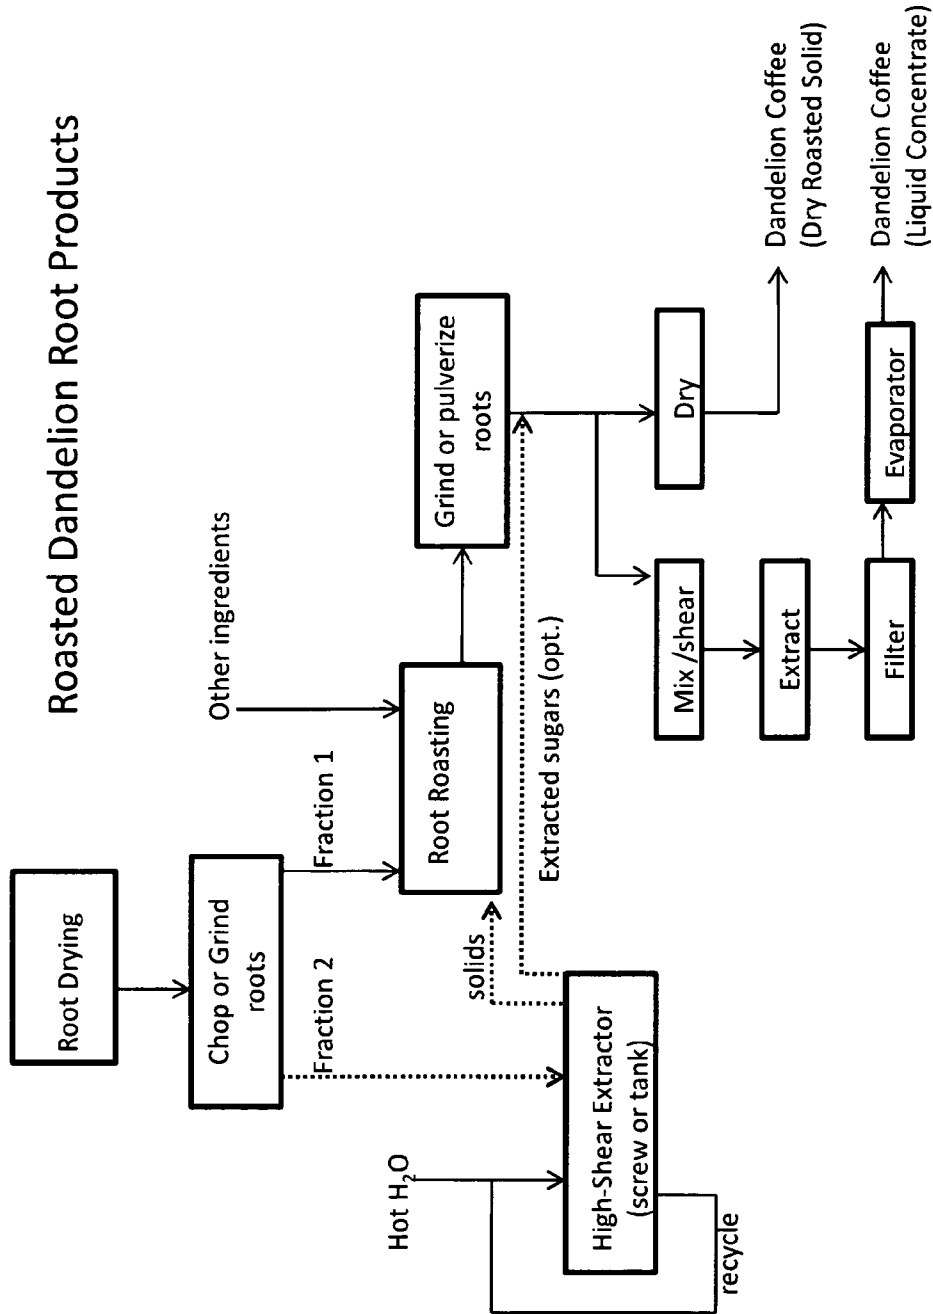 Roasted Dandelion Root Products
Root Drying
Chop or Grind
roots
Fraction 2
Fraction 1
Other ingredients
Hot H₂O
solids
Root Roasting
Grind or pulverize
roots
High-Shear Extractor
(screw or tank)
recycle
Extracted sugars (opt.)
Mix /shear
Extract
Filter
Dry
Evaporator
Dandelion Coffee
(Dry Roasted Solid)
Dandelion Coffee
(Liquid Concentrate)